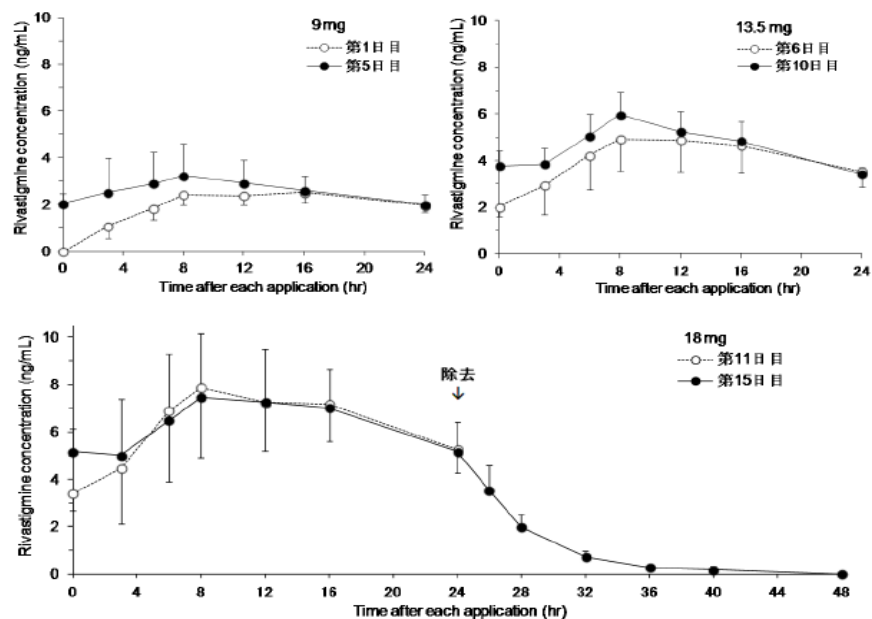 9mg
第1日目
第5日目
Rivastigmine concentration (ng/mL)
10
8
6
4
2
0
0 4 8 12 16 20 24
Time after each application (hr)
13.5 mg
第6日目
第10日目
Rivastigmine concentration (ng/mL)
10
8
6
4
2
0
0 4 8 12 16 20 24
Time after each application (hr)
18mg
第11日目
第15日目
除去
↓
Rivastigmine concentration (ng/mL)
10
8
6
4
2
0
0 4 8 12 16 20 24 28 32 36 40 44 48
Time after each application (hr)